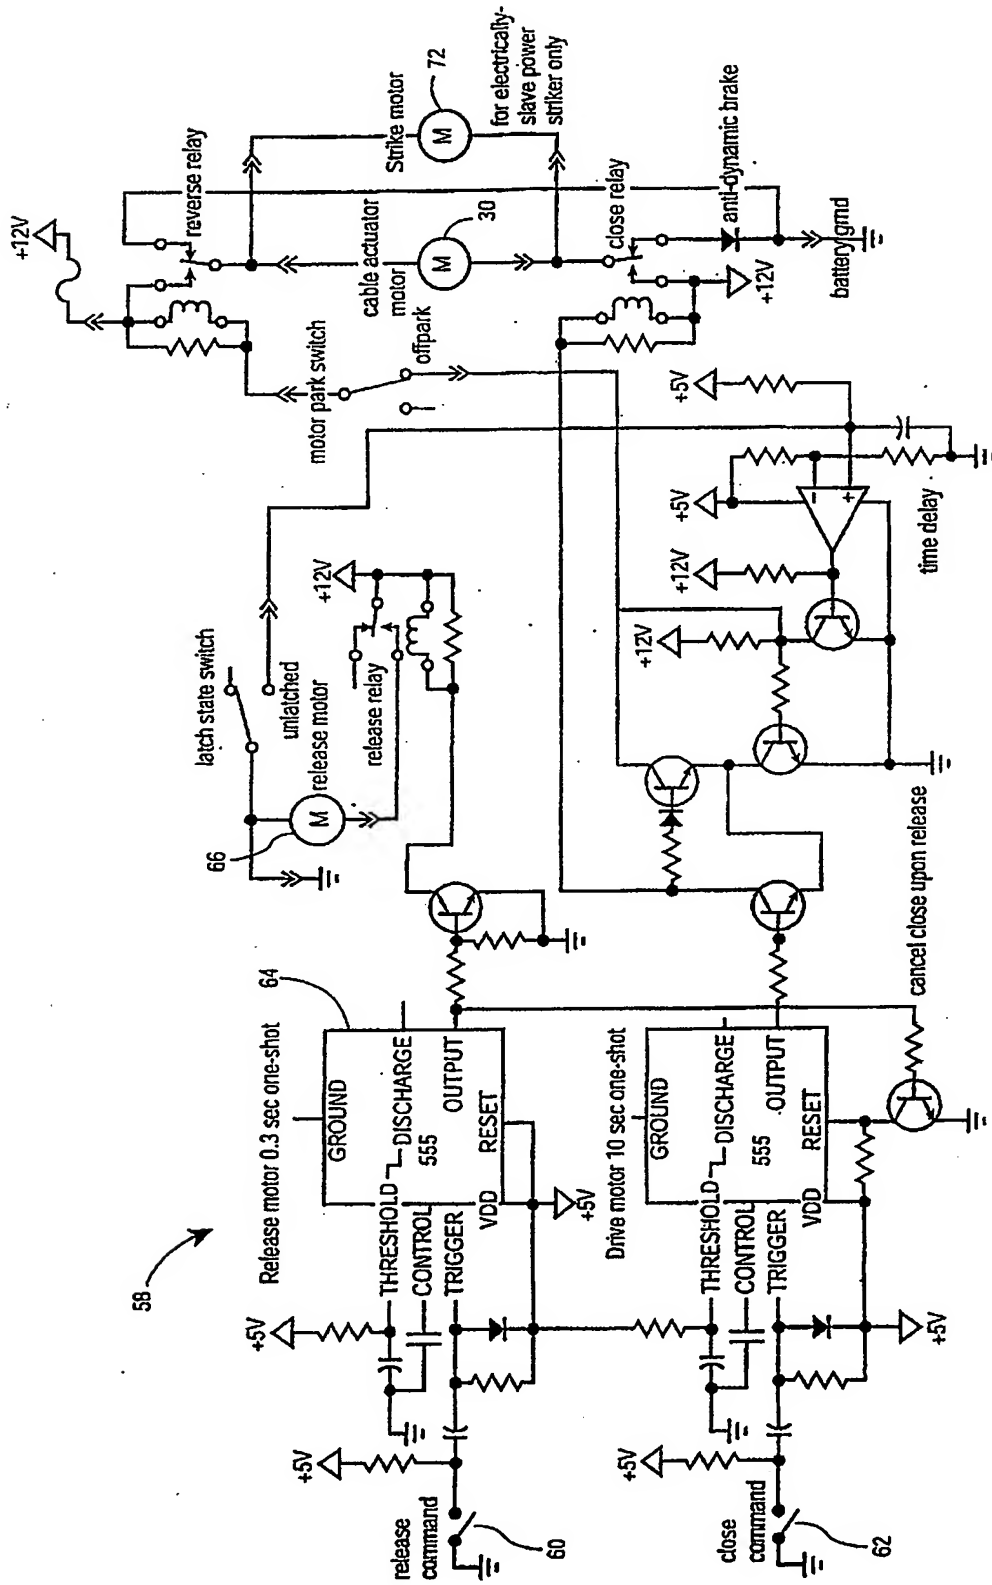 58
Release motor 0.3 sec one-shot
64
GROUND
THRESHOLD
DISCHARGE
CONTROL
555
TRIGGER
OUTPUT
VDD
RESET
+5V
+5V
+5V
release
command
60
Drive motor 10 sec one-shot
GROUND
THRESHOLD
DISCHARGE
CONTROL
555
TRIGGER
OUTPUT
VDD
RESET
+5V
+5V
close
command
62
cancel close upon release
latch state switch
unlatched
66
M
release motor
release relay
+12V
motor park switch
offpark
+12V
reverse relay
cable actuator
motor
M
30
Strike motor
M
72
for electrically-
slave power
striker only
close relay
anti-dynamic brake
+12V
battery grnd
+5V
+5V
+12V
+12V
-
+
time delay